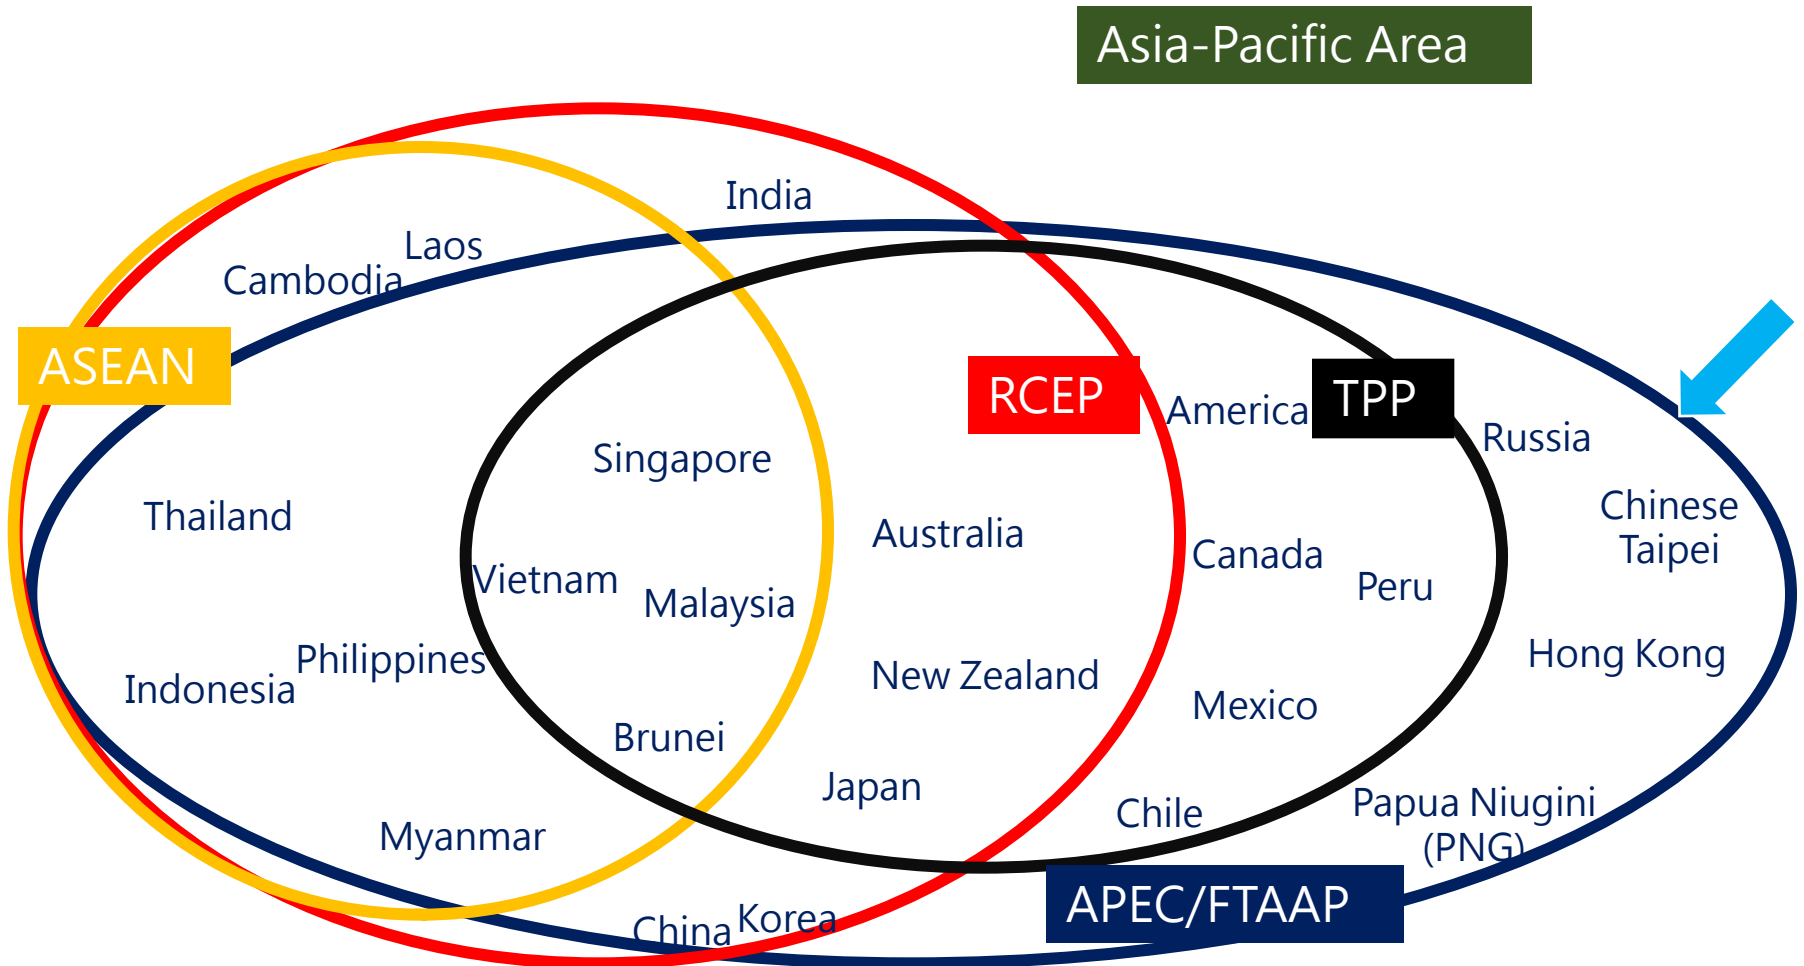 Asia-Pacific Area
India
Laos
Cambodia
ASEAN
RCEP
TPP
America
Russia
Singapore
Thailand
Chinese
Taipei
Australia
Canada
Vietnam
Malaysia
Peru
Philippines
Hong Kong
Indonesia
New Zealand
Mexico
Brunei
Japan
Chile
Papua Niugini
(PNG)
Myanmar
APEC/FTAAP
China
Korea